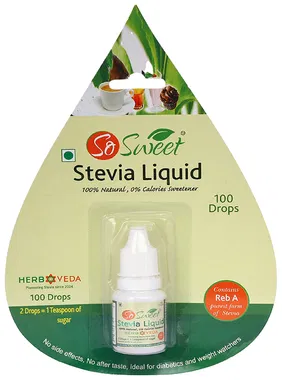 So Sweet®
Stevia Liquid
100% Natural, 0% Calories Sweetener
100
Drops
HERBOVEDA
100 Drops
2 Drops = 1 Teaspoon of
sugar
Contains
Reb A
purest form
of Stevia
So Sweet
Stevia Liquid
No side effects, No after taste, Ideal for diabetics and weight watchers